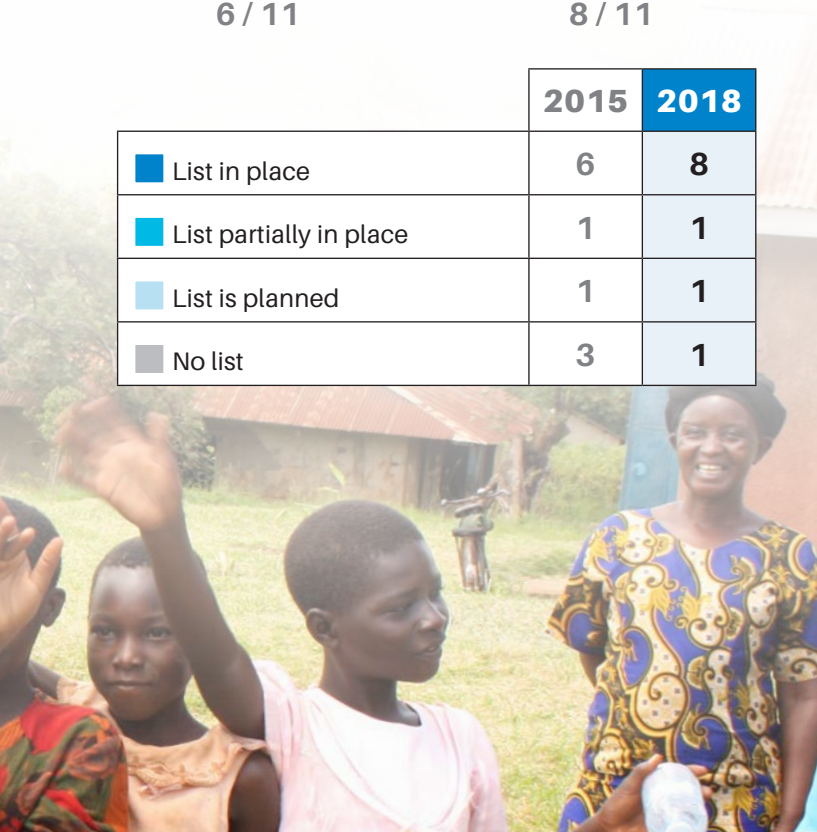 6 / 11 8 / 11
2015 2018
List in place 6 8
List partially in place 1 1
List is planned 1 1
No list 3 1